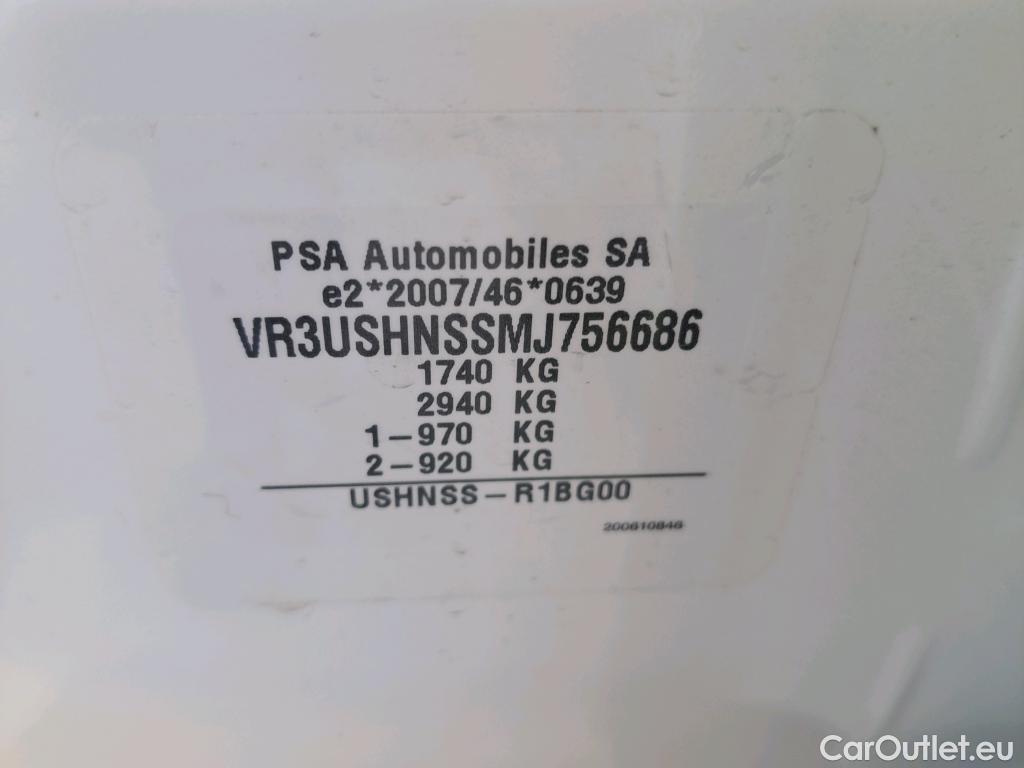 PSA Automobiles SA
e2*2007/46*0639
VR3USHNSSMJ756686
1740 KG
2940 KG
1-970 KG
2-920 KG
USHNSS-R1BG00
200610846
CarOutlet.eu